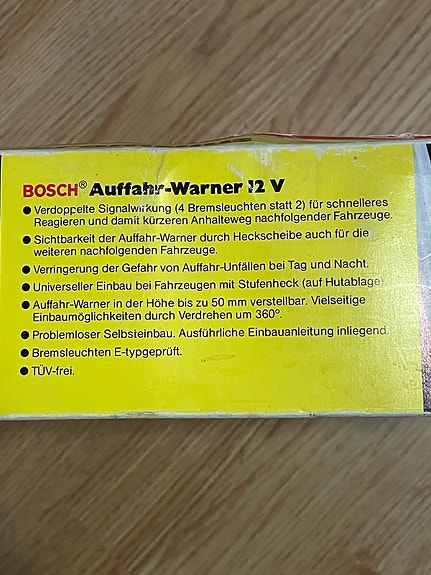 BOSCH® Auffahr-Warner 12 V
● Verdoppelte Signalwirkung (4 Bremsleuchten statt 2) für schnelleres
Reagieren und damit kürzeren Anhalteweg nachfolgender Fahrzeuge.
● Sichtbarkeit der Auffahr-Warner durch Heckscheibe auch für die
weiteren nachfolgenden Fahrzeuge.
● Verringerung der Gefahr von Auffahr-Unfällen bei Tag und Nacht.
● Universeller Einbau bei Fahrzeugen mit Stufenheck (auf Hutablage).
● Auffahr-Warner in der Höhe bis zu 50 mm verstellbar. Vielseitige
Einbaumöglichkeiten durch Verdrehen um 360°.
● Problemloser Selbsteinbau. Ausführliche Einbauanleitung inliegend.
● Bremsleuchten E-typgeprüft.
● TÜV-frei.